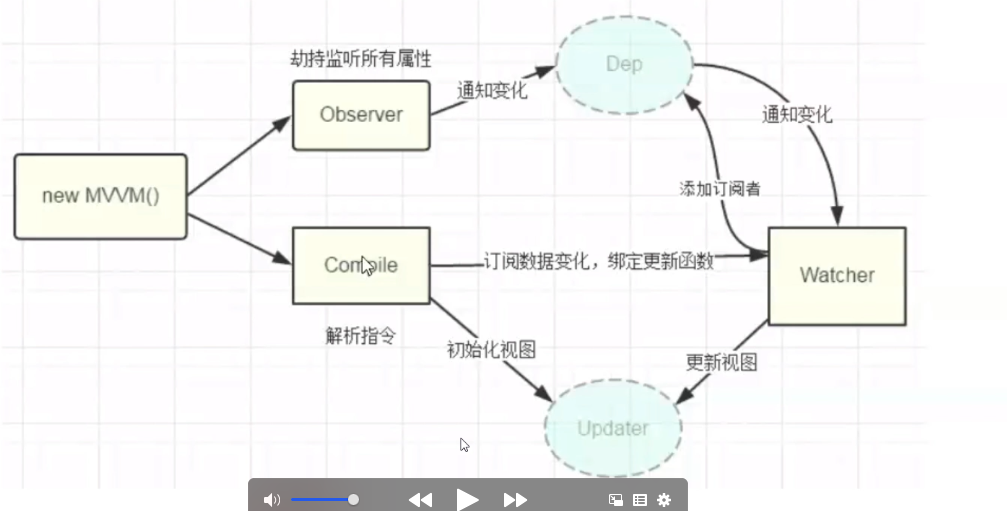 劫持监听所有属性
Observer
通知变化
Dep
通知变化
new MVVM()
添加订阅者
Compile
订阅数据变化，绑定更新函数
Watcher
解析指令
初始化视图
更新视图
Updater